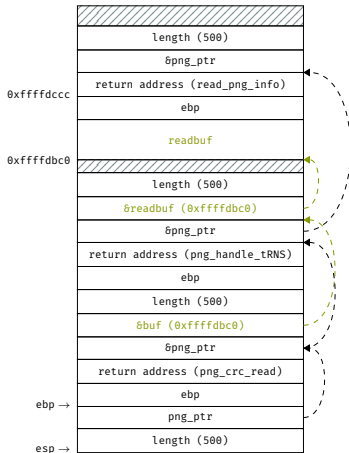 length (500)
&png_ptr
0xffffdccc return address (read_png_info)
ebp
readbuf
0xffffdbc0
length (500)
&readbuf (0xffffdbc0)
&png_ptr
return address (png_handle_tRNS)
ebp
length (500)
&buf (0xffffdbc0)
&png_ptr
return address (png_crc_read)
ebp → ebp
png_ptr
esp → length (500)